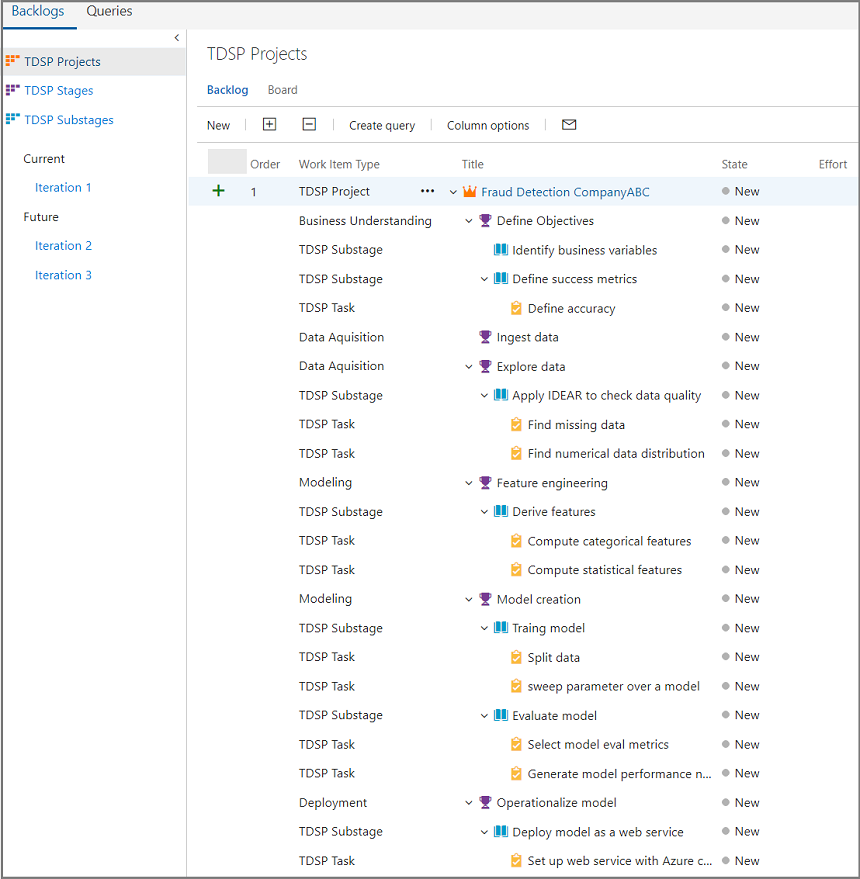 Backlogs Queries
TDSP Projects
TDSP Stages
TDSP Substages
Current
Iteration 1
Future
Iteration 2
Iteration 3
TDSP Projects
Backlog Board
New Create query Column options
Order Work Item Type Title State Effort
1 TDSP Project ••• Fraud Detection CompanyABC New
Business Understanding Define Objectives New
TDSP Substage Identify business variables New
TDSP Substage Define success metrics New
TDSP Task Define accuracy New
Data Aquisition Ingest data New
Data Aquisition Explore data New
TDSP Substage Apply IDEAR to check data quality New
TDSP Task Find missing data New
TDSP Task Find numerical data distribution New
Modeling Feature engineering New
TDSP Substage Derive features New
TDSP Task Compute categorical features New
TDSP Task Compute statistical features New
Modeling Model creation New
TDSP Substage Traing model New
TDSP Task Split data New
TDSP Task sweep parameter over a model New
TDSP Substage Evaluate model New
TDSP Task Select model eval metrics New
TDSP Task Generate model performance n... New
Deployment Operationalize model New
TDSP Substage Deploy model as a web service New
TDSP Task Set up web service with Azure c... New